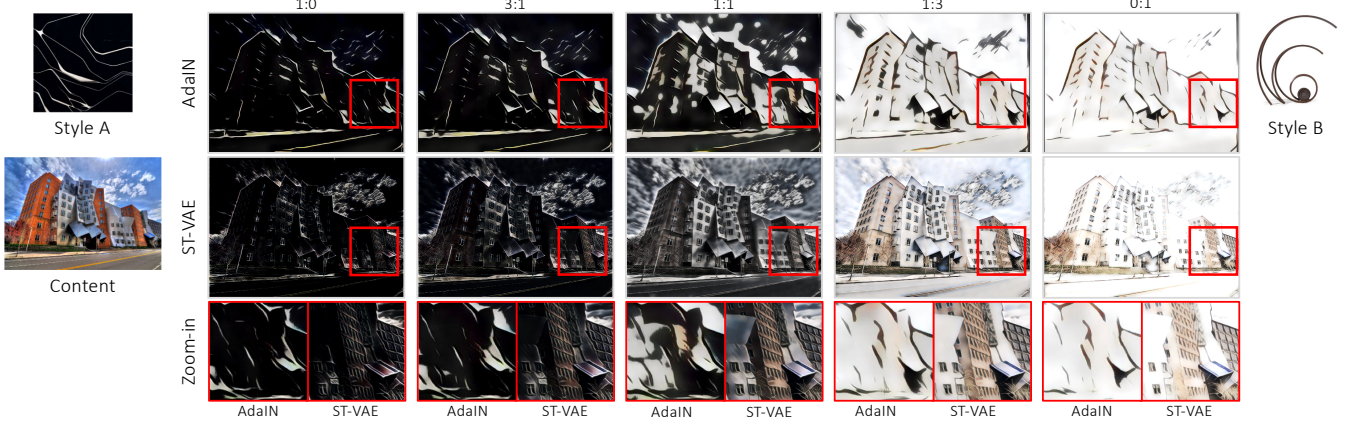 1:0 3:1 1:1 1:3 0:1
AdaIN
Style A
Style B
ST-VAE
Content
Zoom-in
AdaIN ST-VAE AdaIN ST-VAE AdaIN ST-VAE AdaIN ST-VAE AdaIN ST-VAE